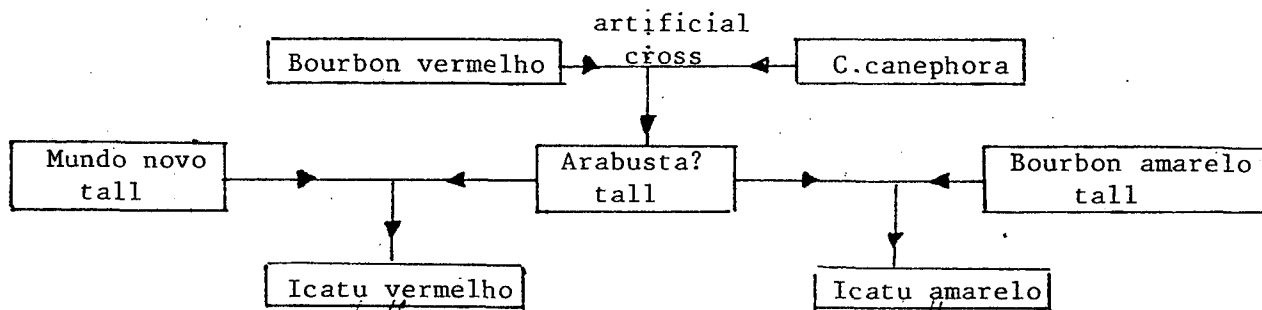 artificial
cross
Bourbon vermelho
C.canephora
Mundo novo
tall
Arabusta?
tall
Bourbon amarelo
tall
Icatu vermelho
Icatu amarelo